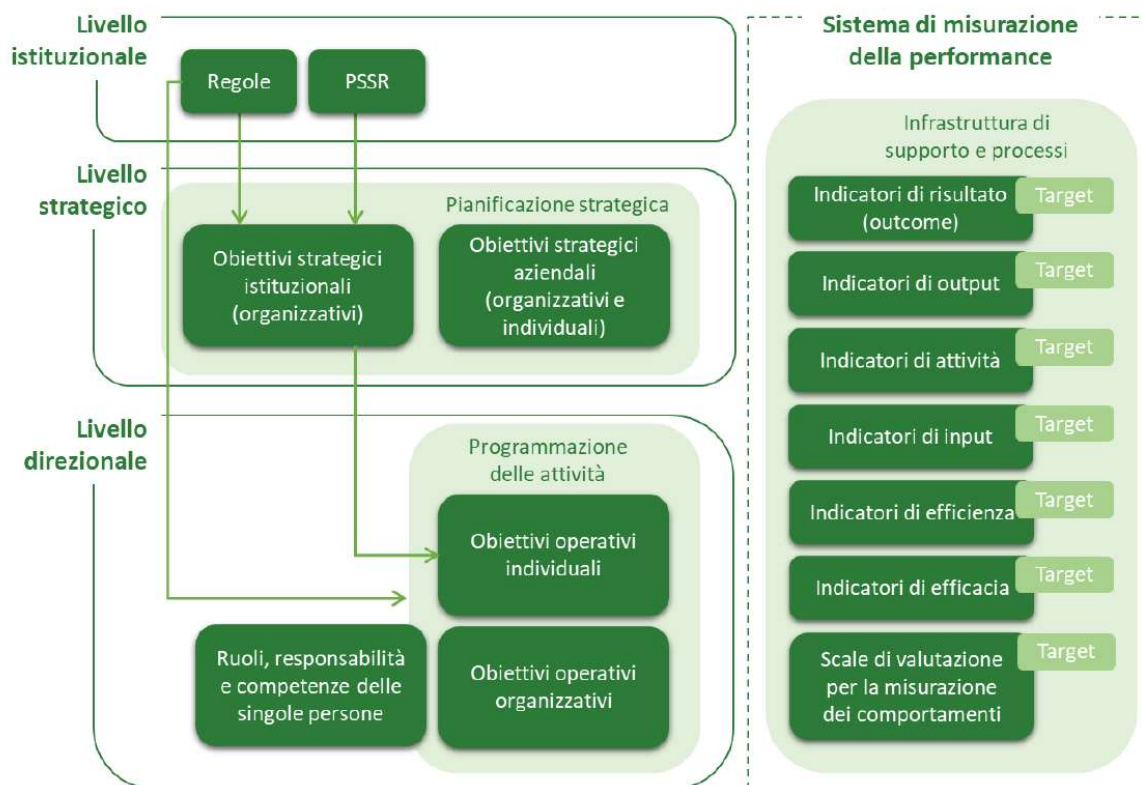 Livello
istituzionale
Regole
PSSR
Livello
strategico
Pianificazione strategica
Obiettivi strategici
istituzionali
(organizzativi)
Obiettivi strategici
aziendali
(organizzativi e
individuali)
Livello
direzionale
Programmazione
delle attività
Obiettivi operativi
individuali
Ruoli, responsabilità
e competenze delle
singole persone
Obiettivi operativi
organizzativi
Sistema di misurazione
della performance
Infrastruttura di
supporto e processi
Indicatori di risultato
(outcome)
Target
Indicatori di output
Target
Indicatori di attività
Target
Indicatori di input
Target
Indicatori di efficienza
Target
Indicatori di efficacia
Target
Scale di valutazione
per la misurazione
dei comportamenti
Target